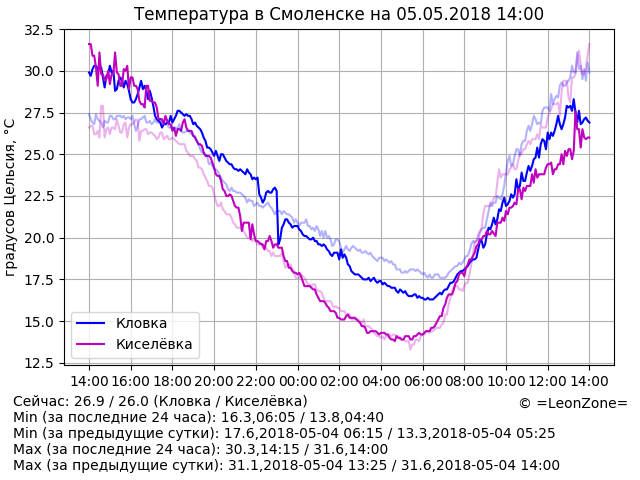 Температура в Смоленске на 05.05.2018 14:00
градусов Цельсия, °C
32.5
30.0
27.5
25.0
22.5
20.0
17.5
15.0
12.5
Кловка
Киселёвка
14:00 16:00 18:00 20:00 22:00 00:00 02:00 04:00 06:00 08:00 10:00 12:00 14:00
Сейчас: 26.9 / 26.0 (Кловка / Киселёвка)
© =LeonZone=
Min (за последние 24 часа): 16.3,06:05 / 13.8,04:40
Min (за предыдущие сутки): 17.6,2018-05-04 06:15 / 13.3,2018-05-04 05:25
Max (за последние 24 часа): 30.3,14:15 / 31.6,14:00
Max (за предыдущие сутки): 31.1,2018-05-04 13:25 / 31.6,2018-05-04 14:00